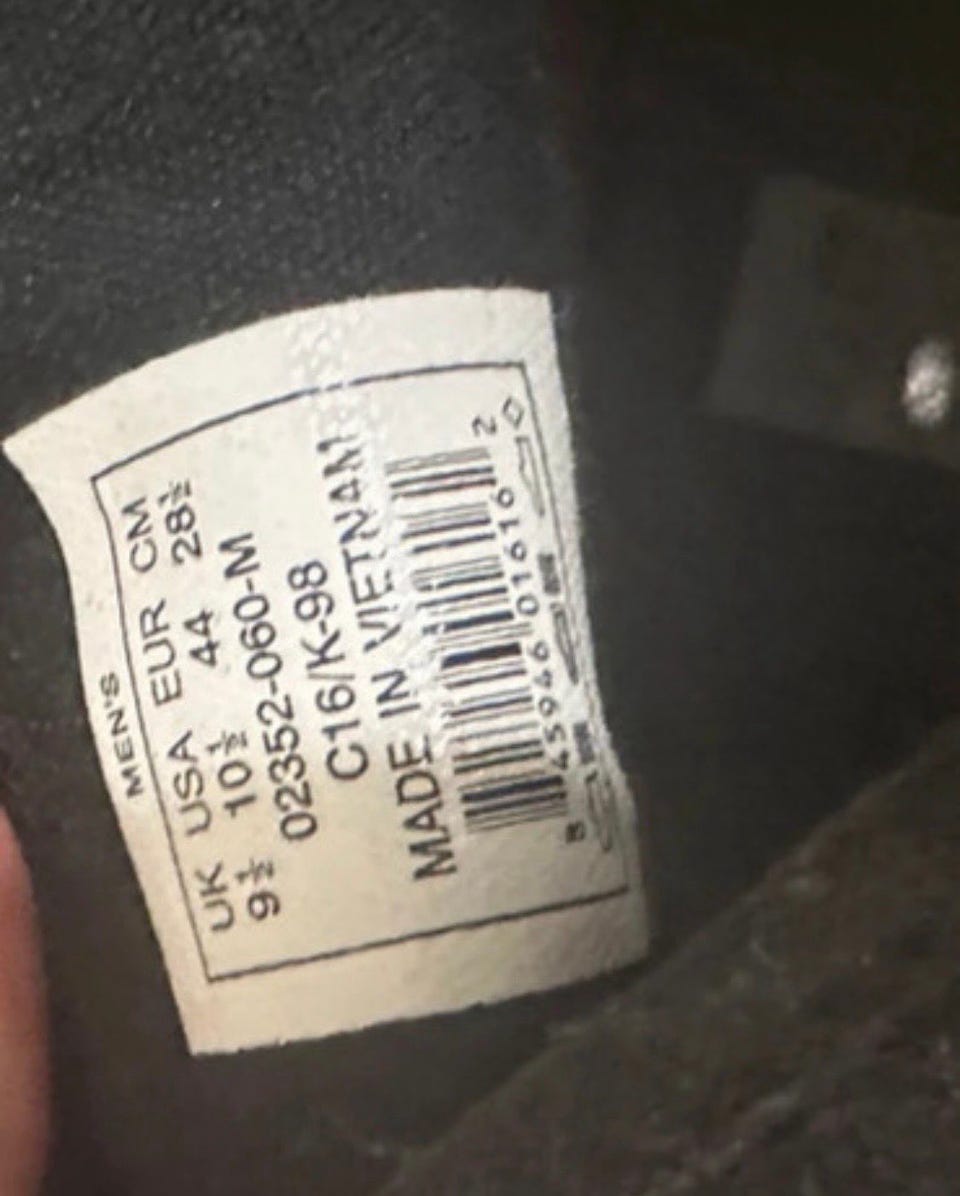 MEN'S
UK USA EUR CM
9½ 10½ 44 28½
02352-060-M
C16/K-98
MADE IN VIETNAM
8 45946 01616 2